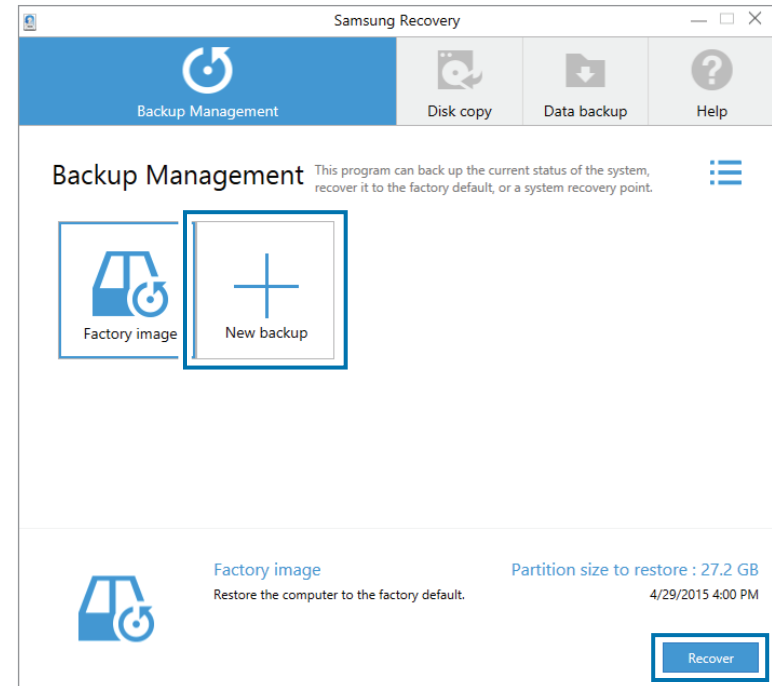 Samsung Recovery
Backup Management
Disk copy
Data backup
Help
Backup Management
This program can back up the current status of the system,
recover it to the factory default, or a system recovery point.
Factory image
New backup
Factory image
Restore the computer to the factory default.
Partition size to restore : 27.2 GB
4/29/2015 4:00 PM
Recover